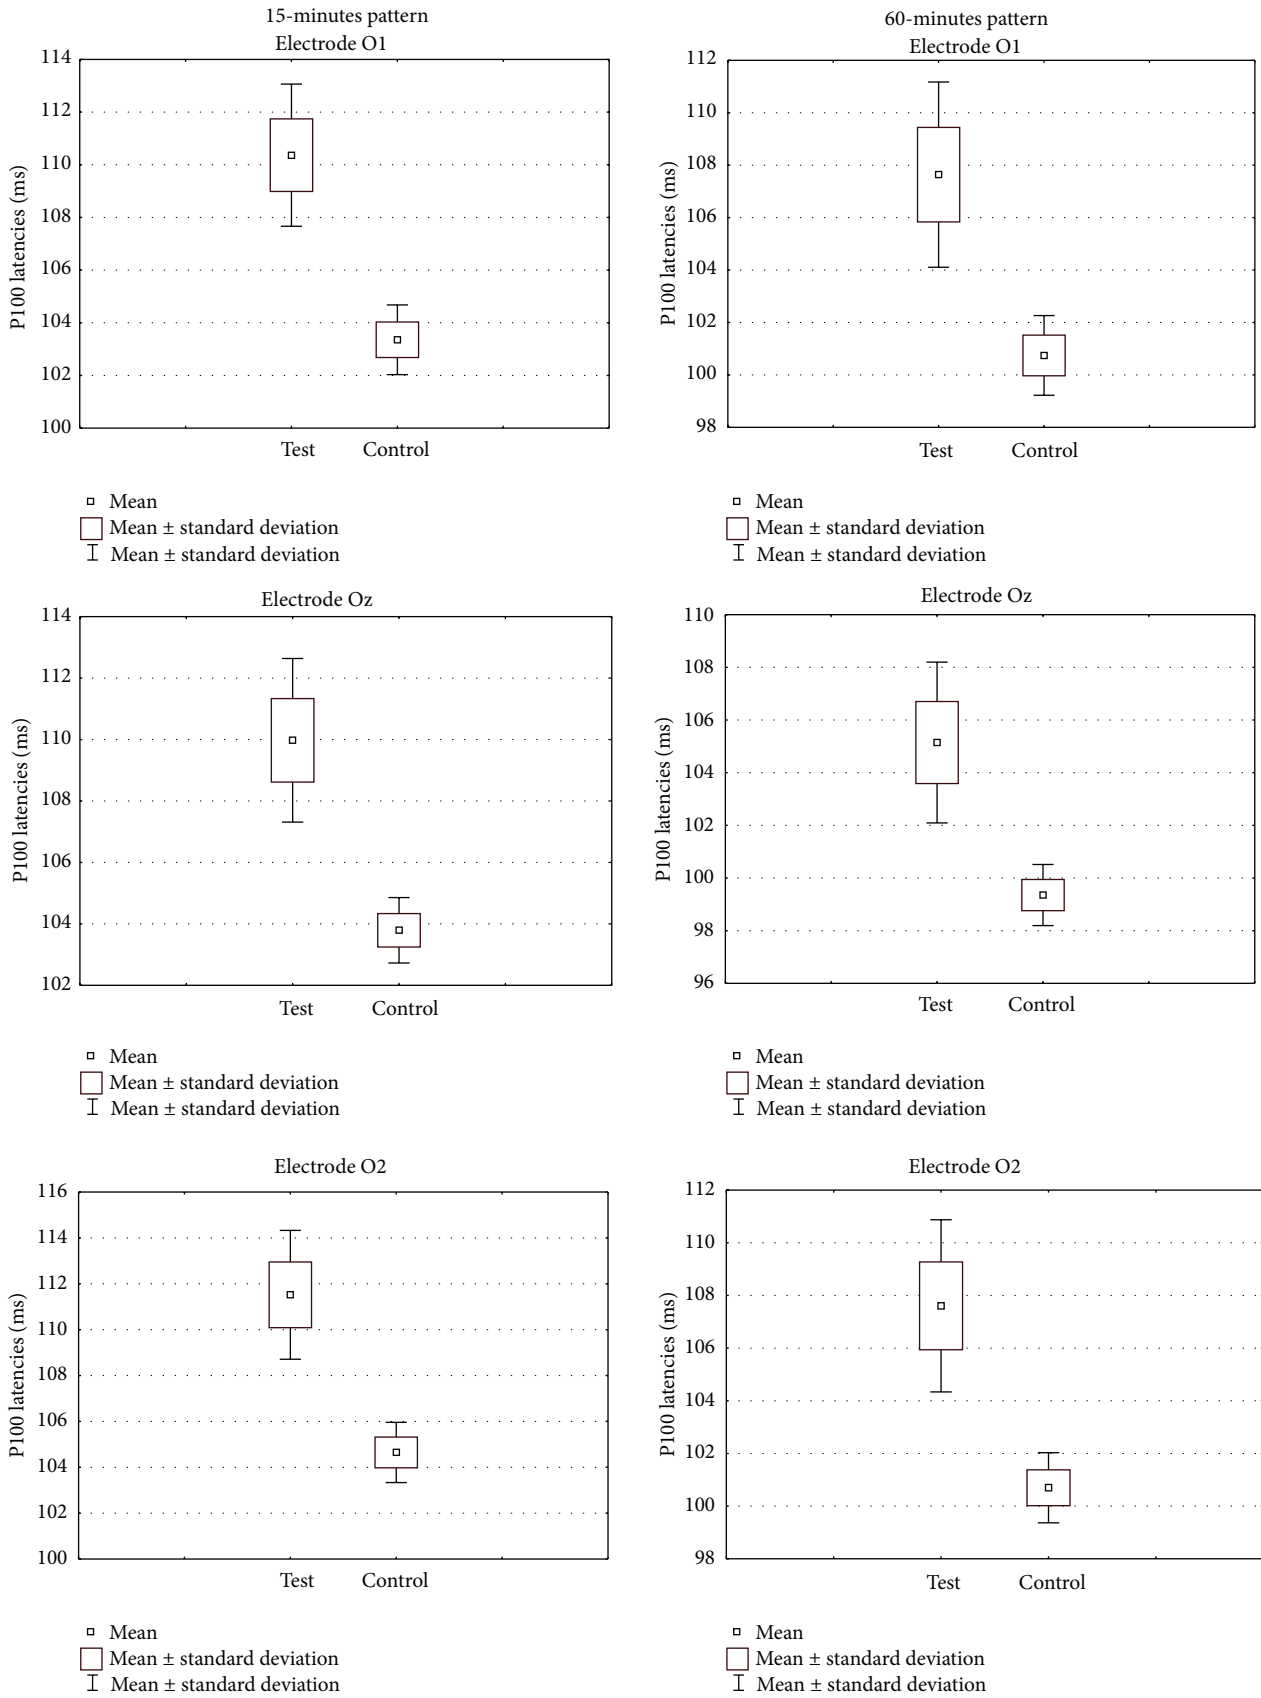 15-minutes pattern
Electrode O1
114
112
110
108
106
104
102
100
P100 latencies (ms)
Test Control
Mean
Mean ± standard deviation
Mean ± standard deviation
60-minutes pattern
Electrode O1
112
110
108
106
104
102
100
98
P100 latencies (ms)
Test Control
Mean
Mean ± standard deviation
Mean ± standard deviation
Electrode Oz
114
112
110
108
106
104
102
P100 latencies (ms)
Test Control
Mean
Mean ± standard deviation
Mean ± standard deviation
Electrode Oz
110
108
106
104
102
100
98
96
P100 latencies (ms)
Test Control
Mean
Mean ± standard deviation
Mean ± standard deviation
Electrode O2
116
114
112
110
108
106
104
102
100
P100 latencies (ms)
Test Control
Mean
Mean ± standard deviation
Mean ± standard deviation
Electrode O2
112
110
108
106
104
102
100
98
P100 latencies (ms)
Test Control
Mean
Mean ± standard deviation
Mean ± standard deviation